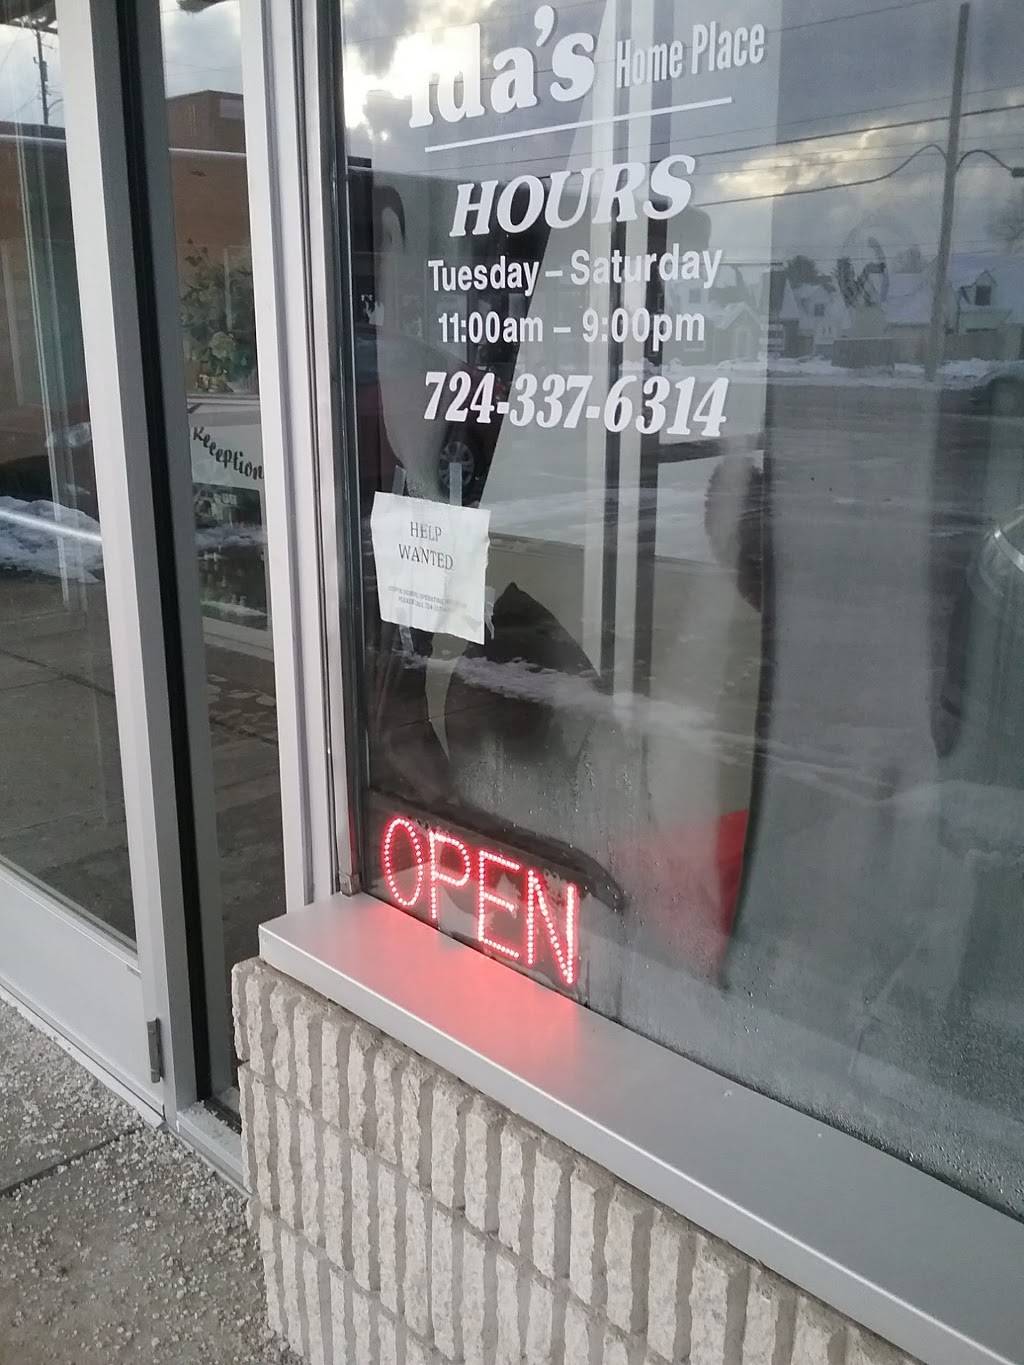 Ida's Home Place
HOURS
Tuesday – Saturday
11:00am – 9:00pm
724-337-6314
Reception
HELP
WANTED
OPEN